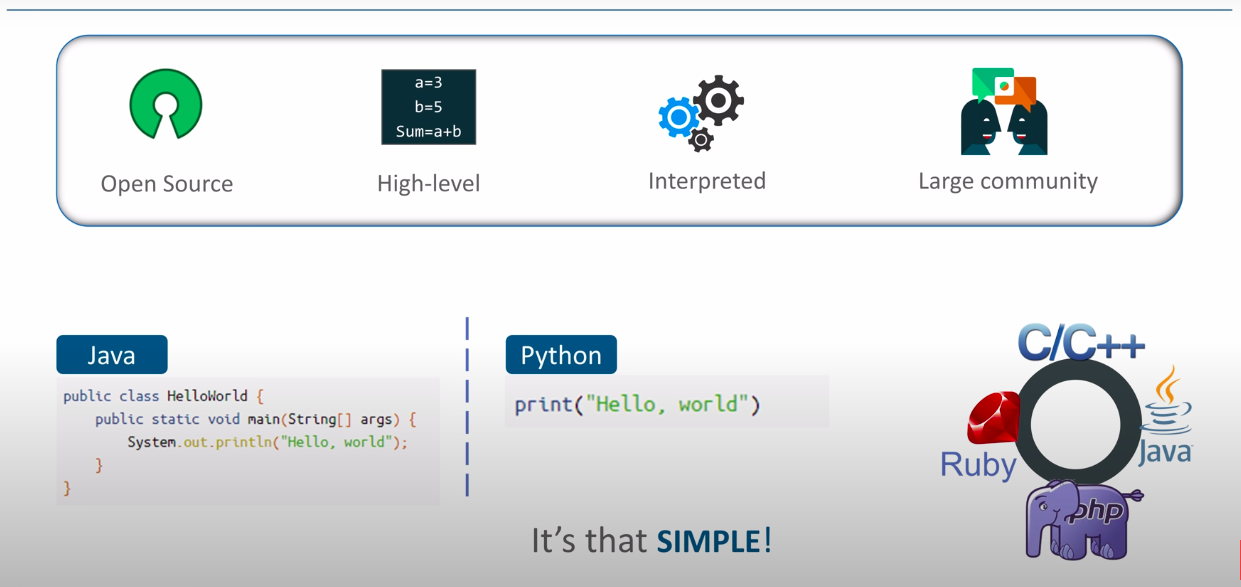 a=3
b=5
Sum=a+b
Open Source
High-level
Interpreted
Large community
Java
public class HelloWorld {
    public static void main(String[] args) {
        System.out.println("Hello, world");
    }
}
Python
print("Hello, world")
C/C++
Ruby
Java
php
It's that SIMPLE!